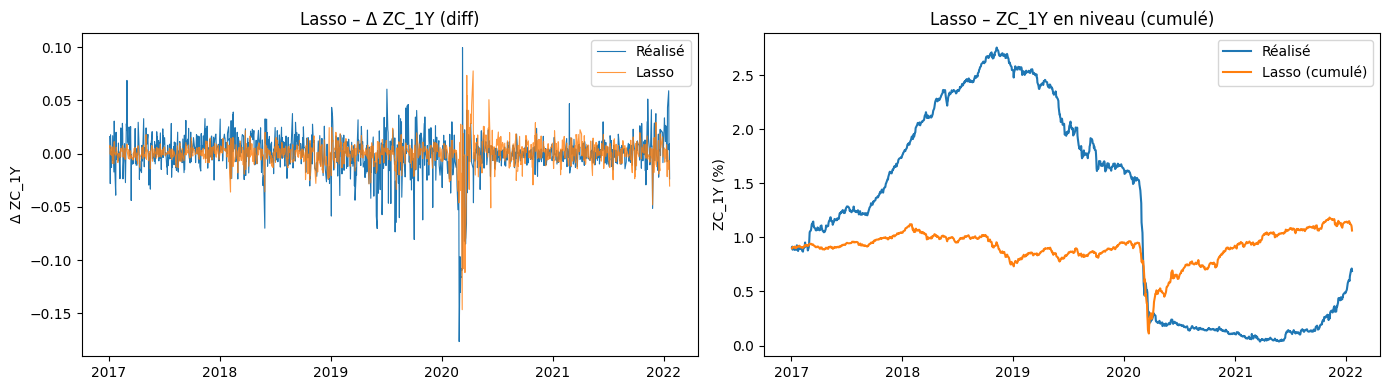 Lasso – Δ ZC_1Y (diff)
Réalisé
Lasso
Δ ZC_1Y
0.10
0.05
0.00
−0.05
−0.10
−0.15
2017 2018 2019 2020 2021 2022
Lasso – ZC_1Y en niveau (cumulé)
Réalisé
Lasso (cumulé)
ZC_1Y (%)
2.5
2.0
1.5
1.0
0.5
0.0
2017 2018 2019 2020 2021 2022